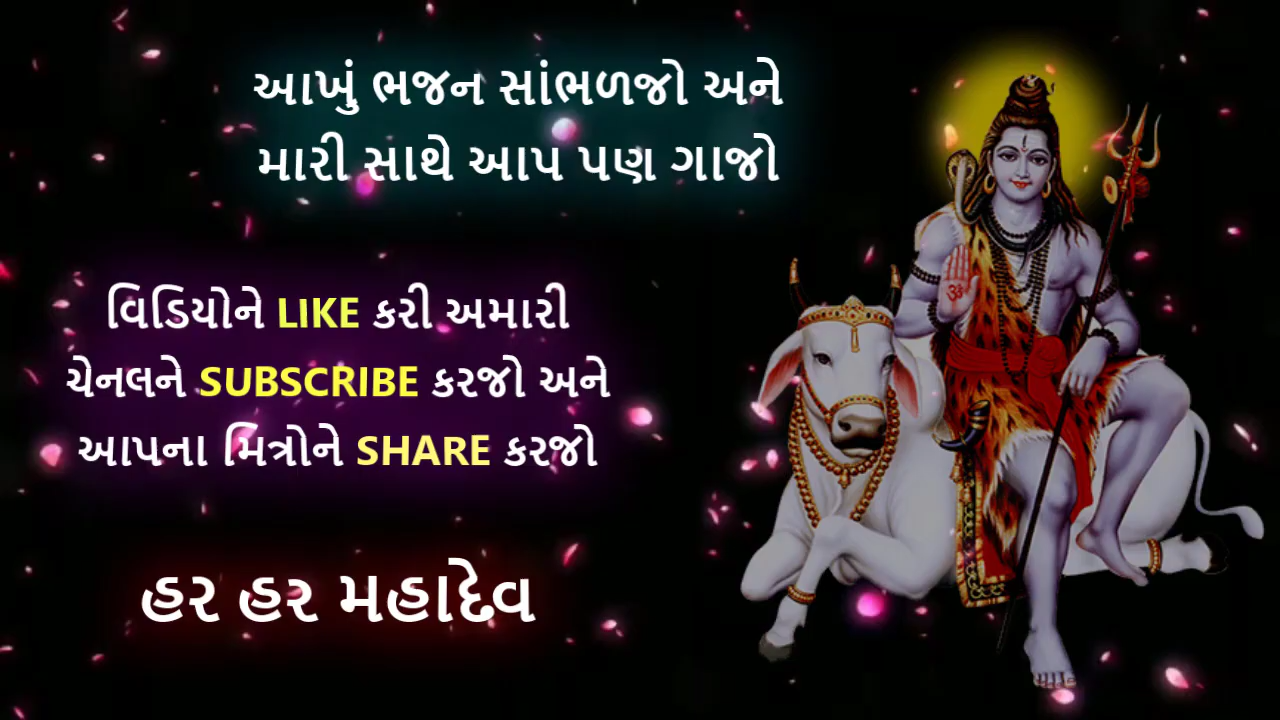 આખું ભજન સાંભળજો અને
મારી સાથે આપ પણ ગાજો
વિડિયોને LIKE કરી અમારી
ચેનલને SUBSCRIBE કરજો અને
આપના મિત્રોને SHARE કરજો
હર હર મહાદેવ
ॐ